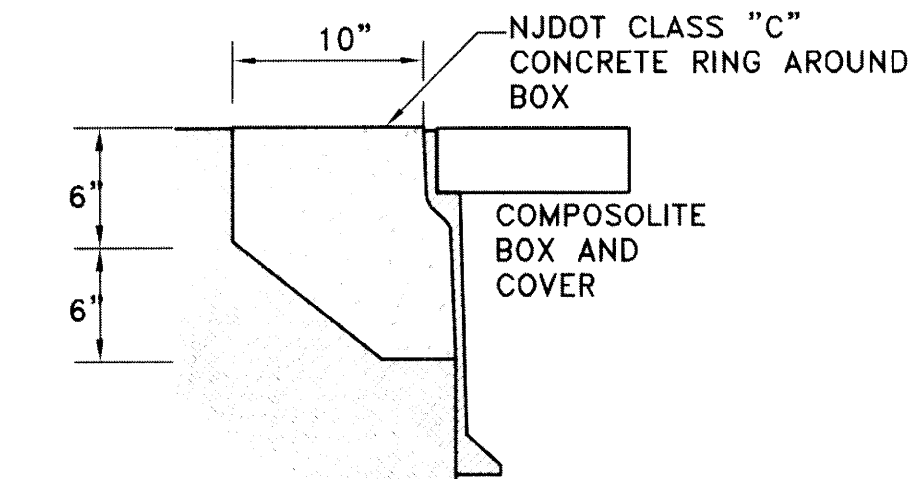 10"
NJDOT CLASS "C"
CONCRETE RING AROUND
BOX
6"
COMPOSOLITE
BOX AND
COVER
6"